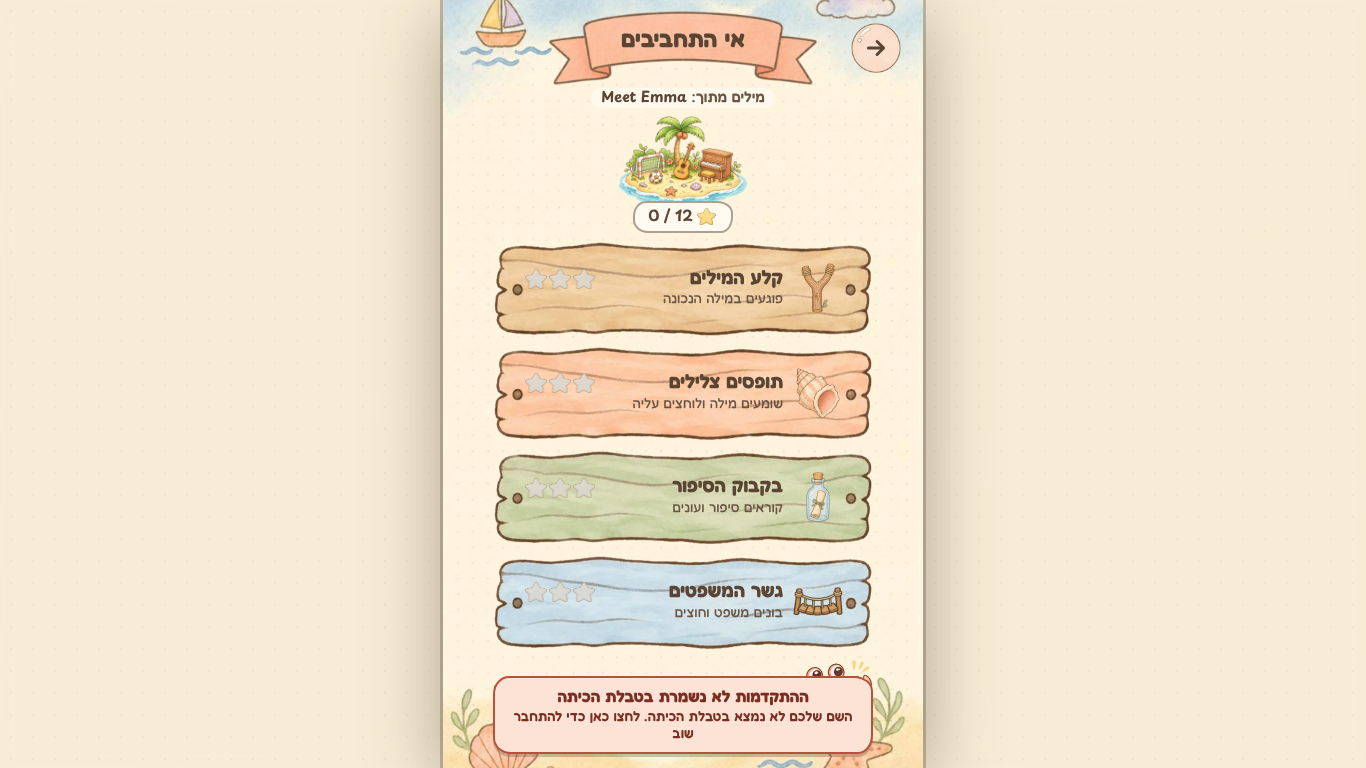 אי התחביבים
מילים מתוך: Meet Emma
0 / 12
קלע המילים
פוגעים במילה הנכונה
תופסים צלילים
שומעים מילה ולוחצים עליה
בקבוק הסיפור
קוראים סיפור ועונים
גשר המשפטים
בונים משפט וחוצים
ההתקדמות לא נשמרת בטבלת הכיתה
השם שלכם לא נמצא בטבלת הכיתה. לחצו כאן כדי להתחבר
שוב